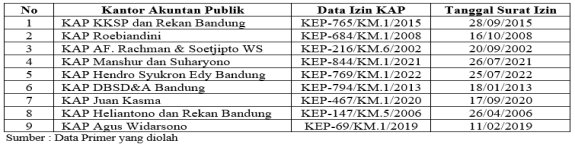 No Kantor Akuntan Publik Data Izin KAP Tanggal Surat Izin
1 KAP KKSP dan Rekan Bandung KEP-765/KM.1/2015 28/09/2015
2 KAP Roebiandini KEP-684/KM.1/2008 16/10/2008
3 KAP AF. Rachman & Soetjipto WS KEP-216/KM.6/2002 20/09/2002
4 KAP Manshur dan Suharyono KEP-844/KM.1/2021 26/07/2021
5 KAP Hendro Syukron Edy Bandung KEP-769/KM.1/2022 25/07/2022
6 KAP DBSD&A Bandung KEP-794/KM.1/2013 18/01/2013
7 KAP Juan Kasma KEP-467/KM.1/2020 17/09/2020
8 KAP Heliantono dan Rekan Bandung KEP-147/KM.5/2006 26/04/2006
9 KAP Agus Widarsono KEP-69/KM.1/2019 11/02/2019
Sumber : Data Primer yang diolah